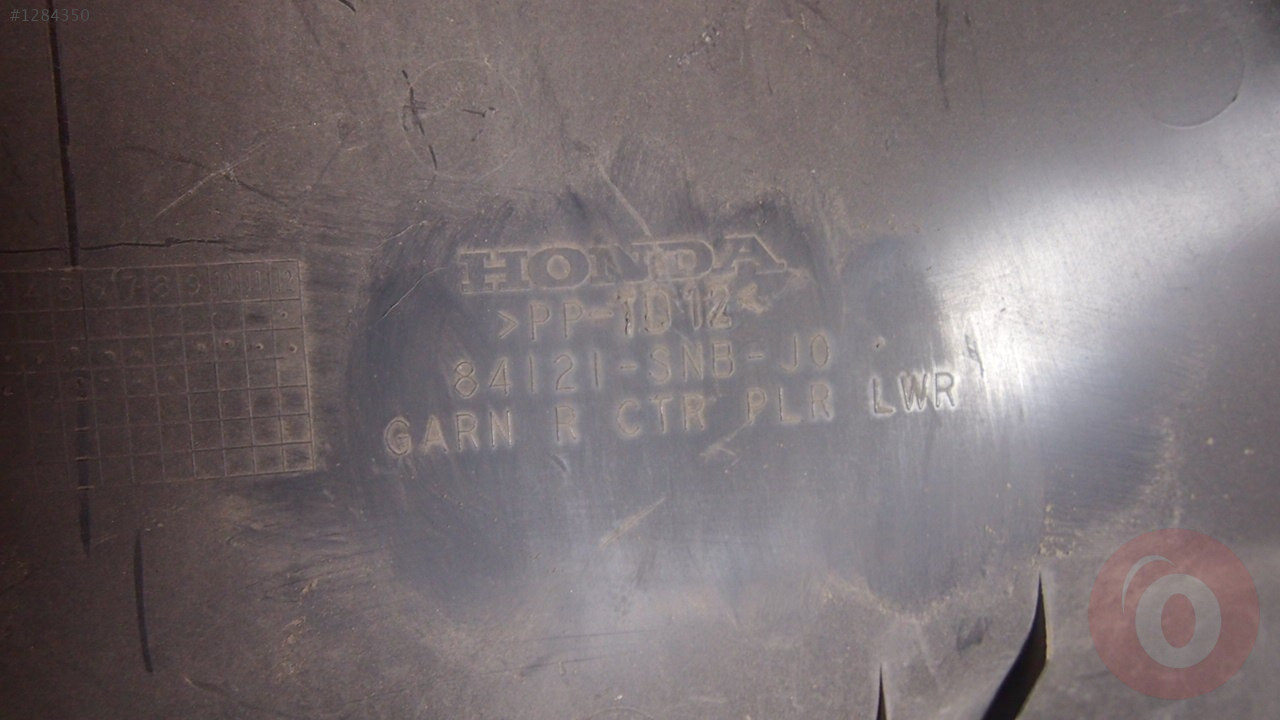 #1284350
HONDA
>PP-TD12<
84121-SNB-J0
GARN R CTR PLR LWR